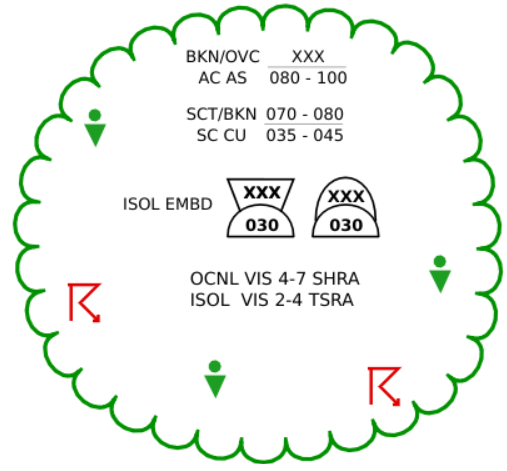 BKN/OVC XXX
AC AS 080 - 100
SCT/BKN 070 - 080
SC CU 035 - 045
ISOL EMBD XXX XXX
030 030
OCNL VIS 4-7 SHRA
ISOL VIS 2-4 TSRA